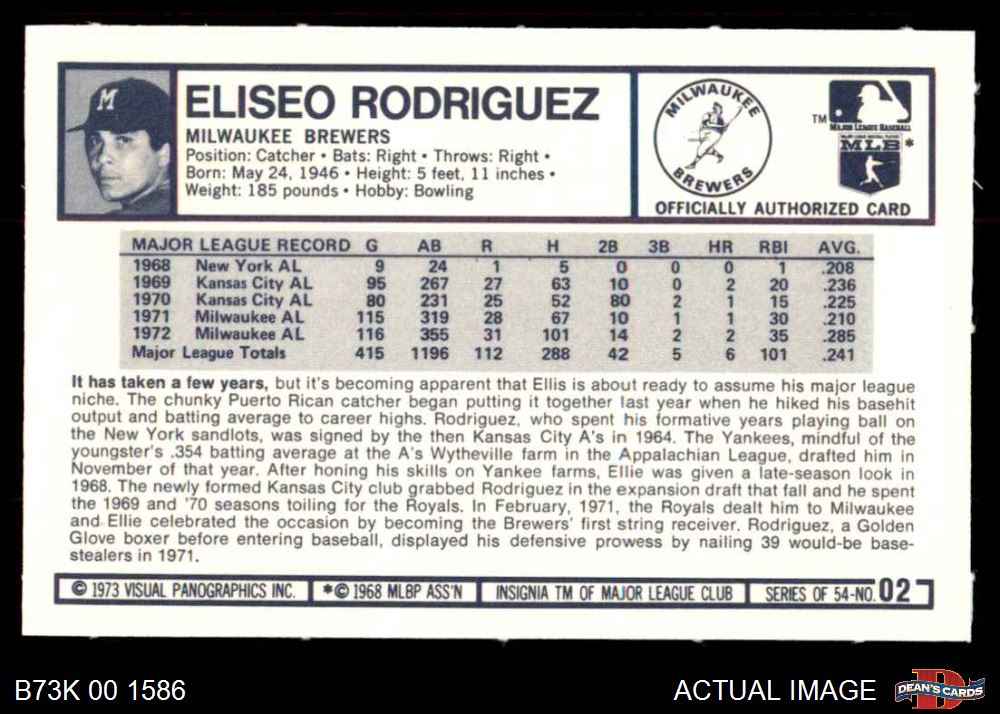 M
ELISEO RODRIGUEZ
MILWAUKEE BREWERS
Position: Catcher • Bats: Right • Throws: Right •
Born: May 24, 1946 • Height: 5 feet, 11 inches •
Weight: 185 pounds • Hobby: Bowling
MILWAUKEE
BREWERS
TM
MAJOR LEAGUE BASEBALL
MLB*
OFFICIALLY AUTHORIZED CARD
MAJOR LEAGUE RECORD G AB R H 2B 3B HR RBI AVG.
1968 New York AL 9 24 1 5 0 0 0 1 .208
1969 Kansas City AL 95 267 27 63 10 0 2 20 .236
1970 Kansas City AL 80 231 25 52 80 2 1 15 .225
1971 Milwaukee AL 115 319 28 67 10 1 1 30 .210
1972 Milwaukee AL 116 355 31 101 14 2 2 35 .285
Major League Totals 415 1196 112 288 42 5 6 101 .241
It has taken a few years, but it's becoming apparent that Ellis is about ready to assume his major league
niche. The chunky Puerto Rican catcher began putting it together last year when he hiked his basehit
output and batting average to career highs. Rodriguez, who spent his formative years playing ball on
the New York sandlots, was signed by the then Kansas City A's in 1964. The Yankees, mindful of the
youngster's .354 batting average at the A's Wytheville farm in the Appalachian League, drafted him in
November of that year. After honing his skills on Yankee farms, Ellie was given a late-season look in
1968. The newly formed Kansas City club grabbed Rodriguez in the expansion draft that fall and he spent
the 1969 and '70 seasons toiling for the Royals. In February, 1971, the Royals dealt him to Milwaukee
and Ellie celebrated the occasion by becoming the Brewers' first string receiver. Rodriguez, a Golden
Glove boxer before entering baseball, displayed his defensive prowess by nailing 39 would-be base-
stealers in 1971.
© 1973 VISUAL PANOGRAPHICS INC. *© 1968 MLBP ASS'N INSIGNIA TM OF MAJOR LEAGUE CLUB SERIES OF 54-NO. 02
B73K 00 1586
ACTUAL IMAGE
DEAN'S CARDS